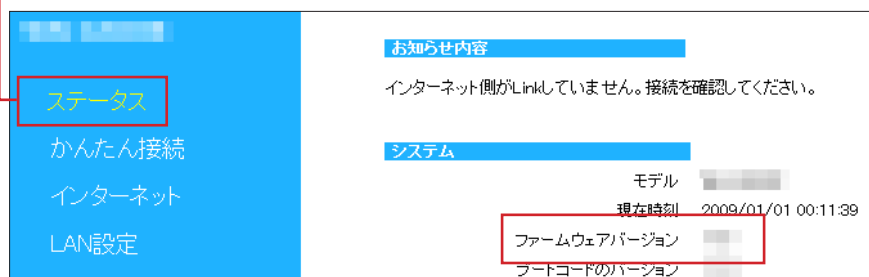 ステータス
かんたん接続
インターネット
LAN設定
お知らせ内容
インターネット側がLinkしていません。接続を確認してください。
システム
モデル
現在時刻 2009/01/01 00:11:39
ファームウェアバージョン
ブートコードのバージョン